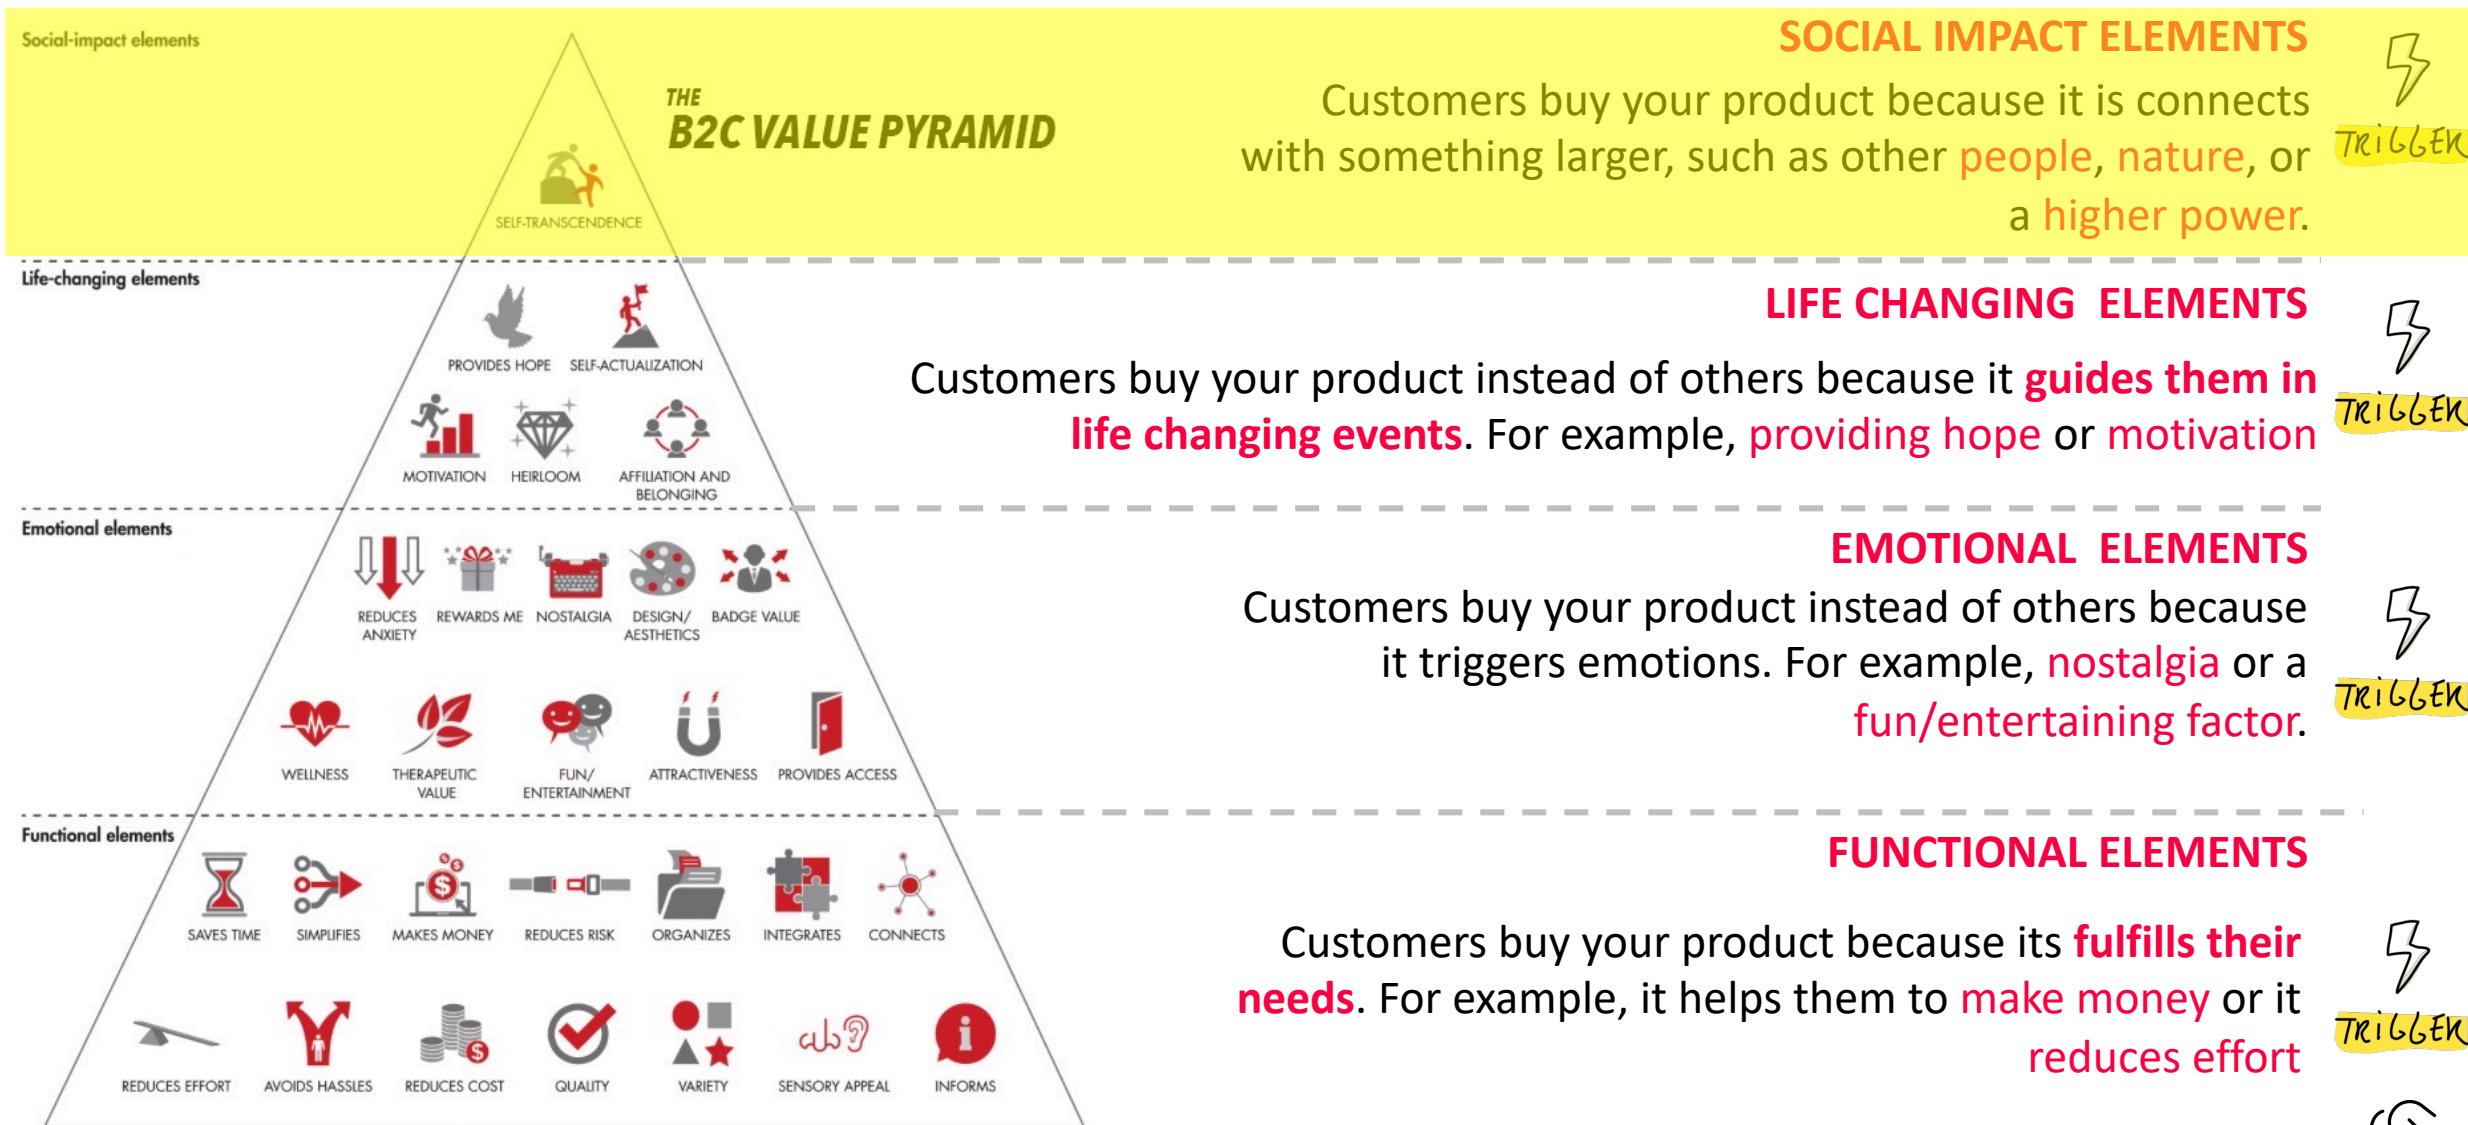 Social-impact elements
THE
B2C VALUE PYRAMID
SELF-TRANSCENDENCE
SOCIAL IMPACT ELEMENTS
Customers buy your product because it is connects
with something larger, such as other people, nature, or
a higher power.
TRIGGER
Life-changing elements
PROVIDES HOPE SELF-ACTUALIZATION
MOTIVATION HEIRLOOM AFFILIATION AND
BELONGING
LIFE CHANGING ELEMENTS
Customers buy your product instead of others because it guides them in
life changing events. For example, providing hope or motivation
TRIGGER
Emotional elements
REDUCES
ANXIETY
REWARDS ME
NOSTALGIA
DESIGN/
AESTHETICS
BADGE VALUE
WELLNESS
THERAPEUTIC
VALUE
FUN/
ENTERTAINMENT
ATTRACTIVENESS
PROVIDES ACCESS
EMOTIONAL ELEMENTS
Customers buy your product instead of others because
it triggers emotions. For example, nostalgia or a
fun/entertaining factor.
TRIGGER
Functional elements
SAVES TIME SIMPLIFIES MAKES MONEY REDUCES RISK ORGANIZES INTEGRATES CONNECTS
REDUCES EFFORT AVOIDS HASSLES REDUCES COST QUALITY VARIETY SENSORY APPEAL INFORMS
FUNCTIONAL ELEMENTS
Customers buy your product because its fulfills their
needs. For example, it helps them to make money or it
reduces effort
TRIGGER